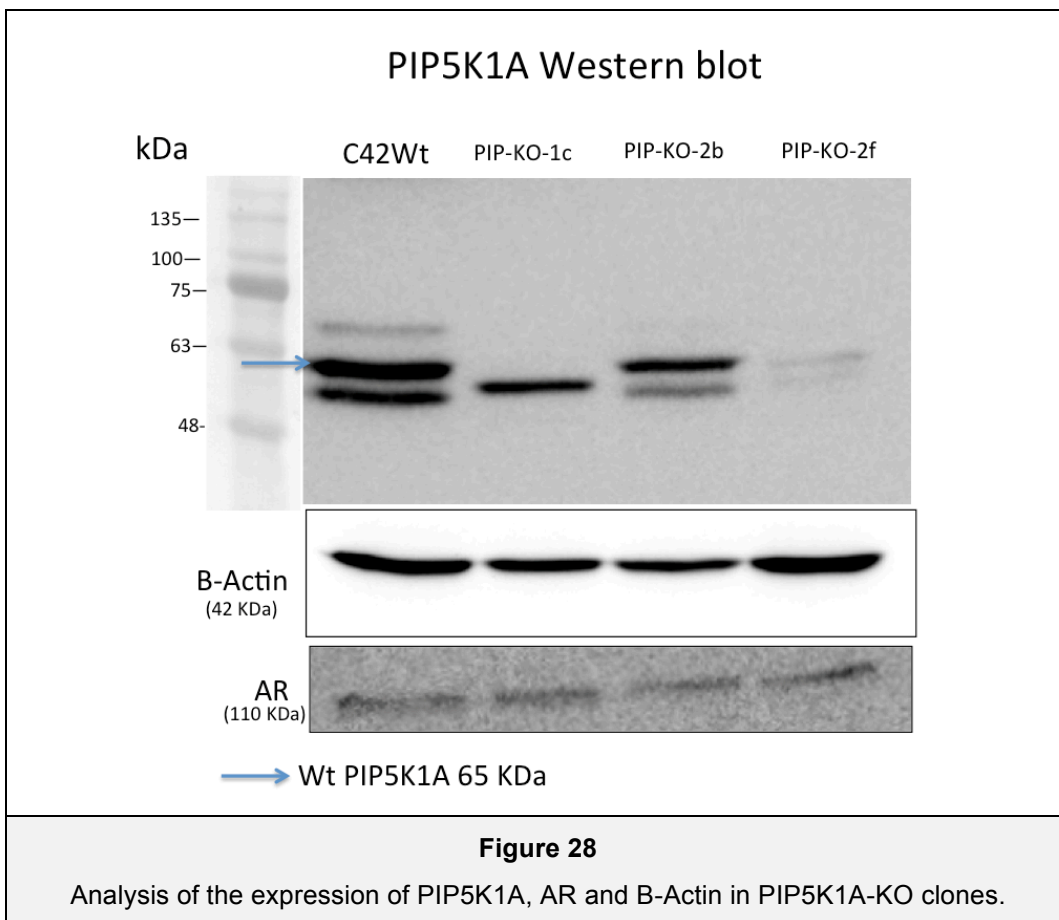 PIP5K1A Western blot
kDa C42Wt PIP-KO-1c PIP-KO-2b PIP-KO-2f
135—
100—
75—
63—
48-
B-Actin
(42 KDa)
AR
(110 KDa)
Wt PIP5K1A 65 KDa
Figure 28
Analysis of the expression of PIP5K1A, AR and B-Actin in PIP5K1A-KO clones.